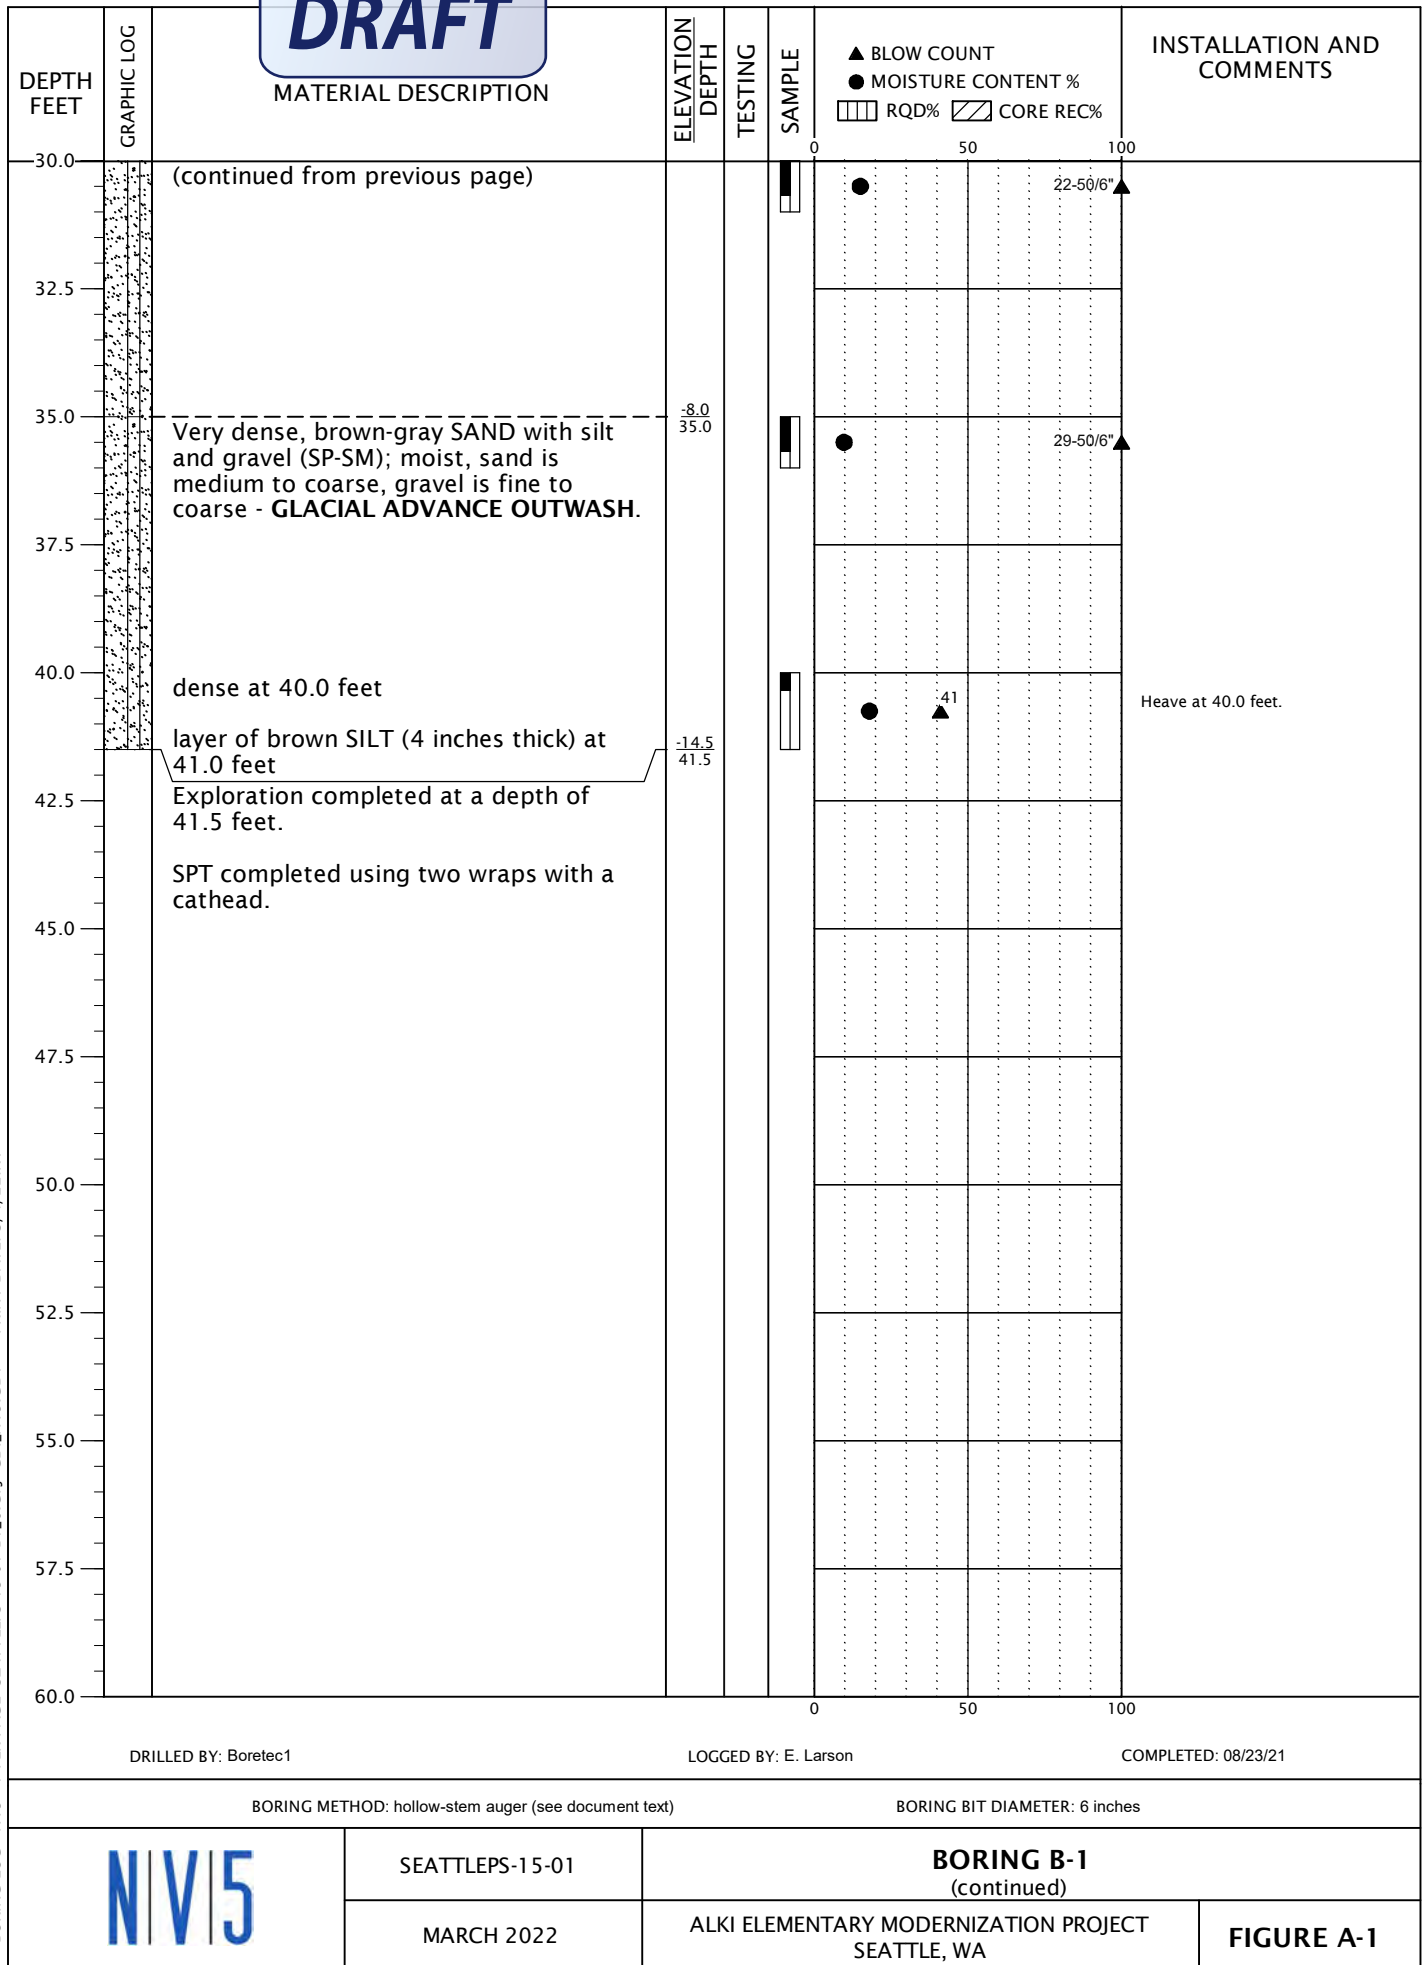 DRAFT
DEPTH
FEET
GRAPHIC LOG
MATERIAL DESCRIPTION
ELEVATION
DEPTH
TESTING
SAMPLE
▲ BLOW COUNT
● MOISTURE CONTENT %
RQD% CORE REC%
INSTALLATION AND
COMMENTS
0 50 100
30.0
(continued from previous page)
22-50/6"
32.5
35.0
-8.0
35.0
Very dense, brown-gray SAND with silt
and gravel (SP-SM); moist, sand is
medium to coarse, gravel is fine to
coarse - GLACIAL ADVANCE OUTWASH.
29-50/6"
37.5
40.0
dense at 40.0 feet
41
Heave at 40.0 feet.
layer of brown SILT (4 inches thick) at
41.0 feet
-14.5
41.5
42.5
Exploration completed at a depth of
41.5 feet.
SPT completed using two wraps with a
cathead.
45.0
47.5
50.0
52.5
55.0
57.5
60.0
0 50 100
DRILLED BY: Boretec1
LOGGED BY: E. Larson
COMPLETED: 08/23/21
BORING METHOD: hollow-stem auger (see document text)
BORING BIT DIAMETER: 6 inches
N|V|5
SEATTLEPS-15-01
MARCH 2022
BORING B-1
(continued)
ALKI ELEMENTARY MODERNIZATION PROJECT
SEATTLE, WA
FIGURE A-1